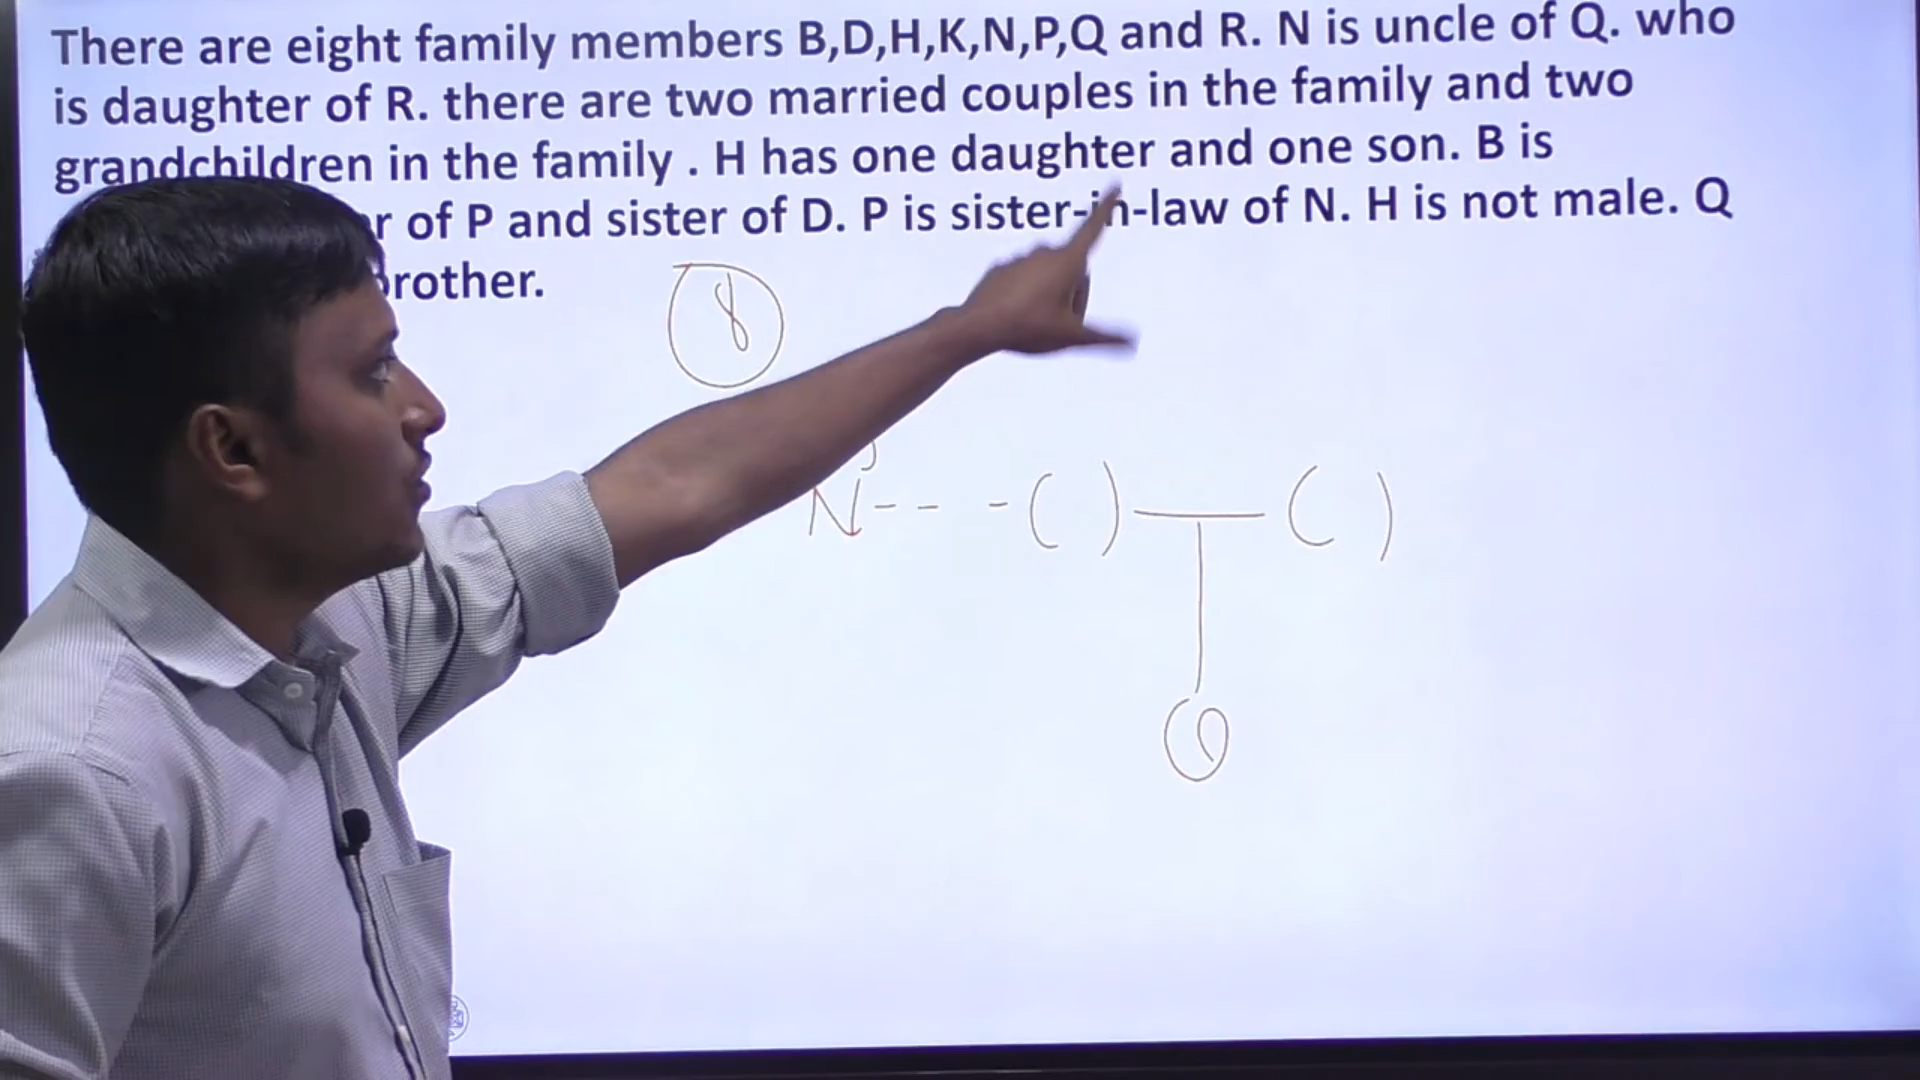 There are eight family members B,D,H,K,N,P,Q and R. N is uncle of Q. who
is daughter of R. there are two married couples in the family and two
grandchildren in the family . H has one daughter and one son. B is
of P and sister of D. P is sister-in-law of N. H is not male. Q
brother.
8
N - - - ( ) ( )
Q